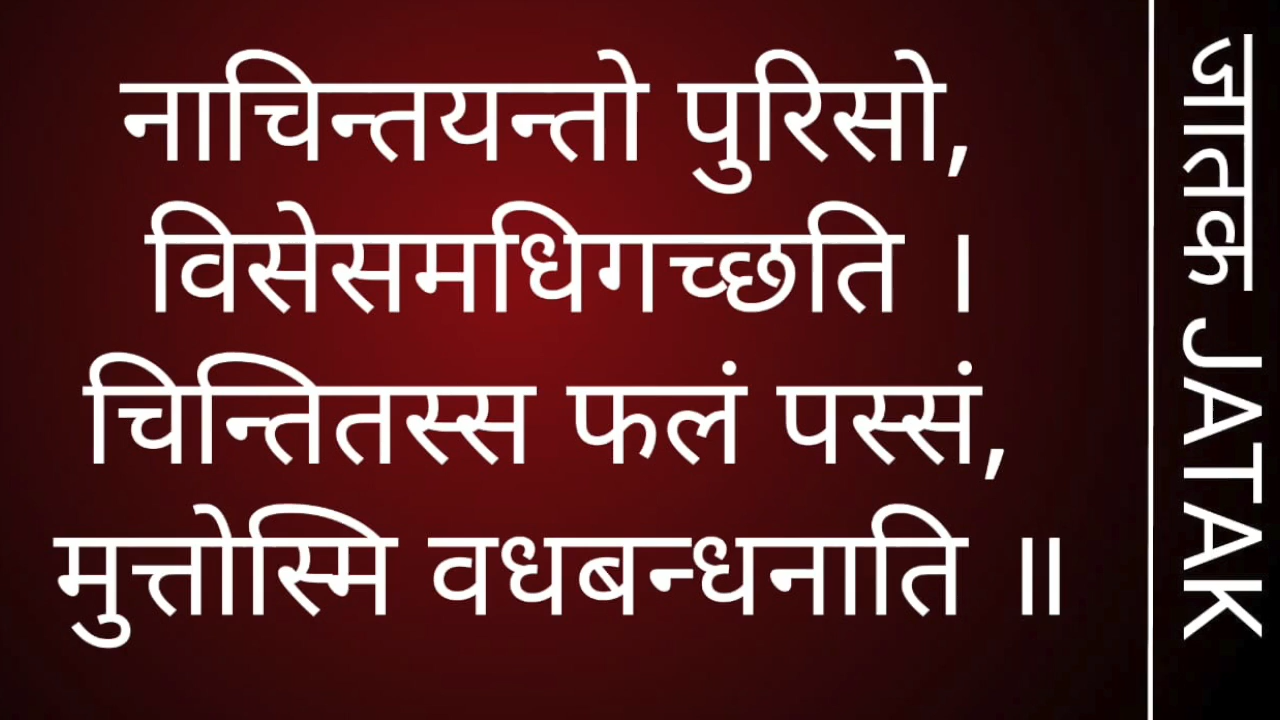 नाचिन्तयन्तो पुरिसो,
विसेसमधिगच्छति ।
चिन्तितस्स फलं पस्सं,
मुत्तोस्मि वधबन्धनाति ॥
जातक JATAK